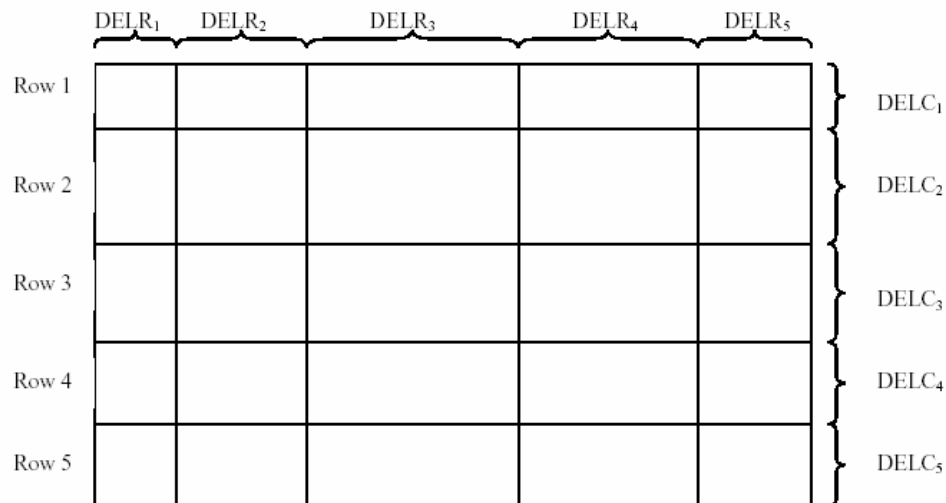 DELR₁ DELR₂ DELR₃ DELR₄ DELR₅
Row 1 DELC₁
Row 2 DELC₂
Row 3 DELC₃
Row 4 DELC₄
Row 5 DELC₅